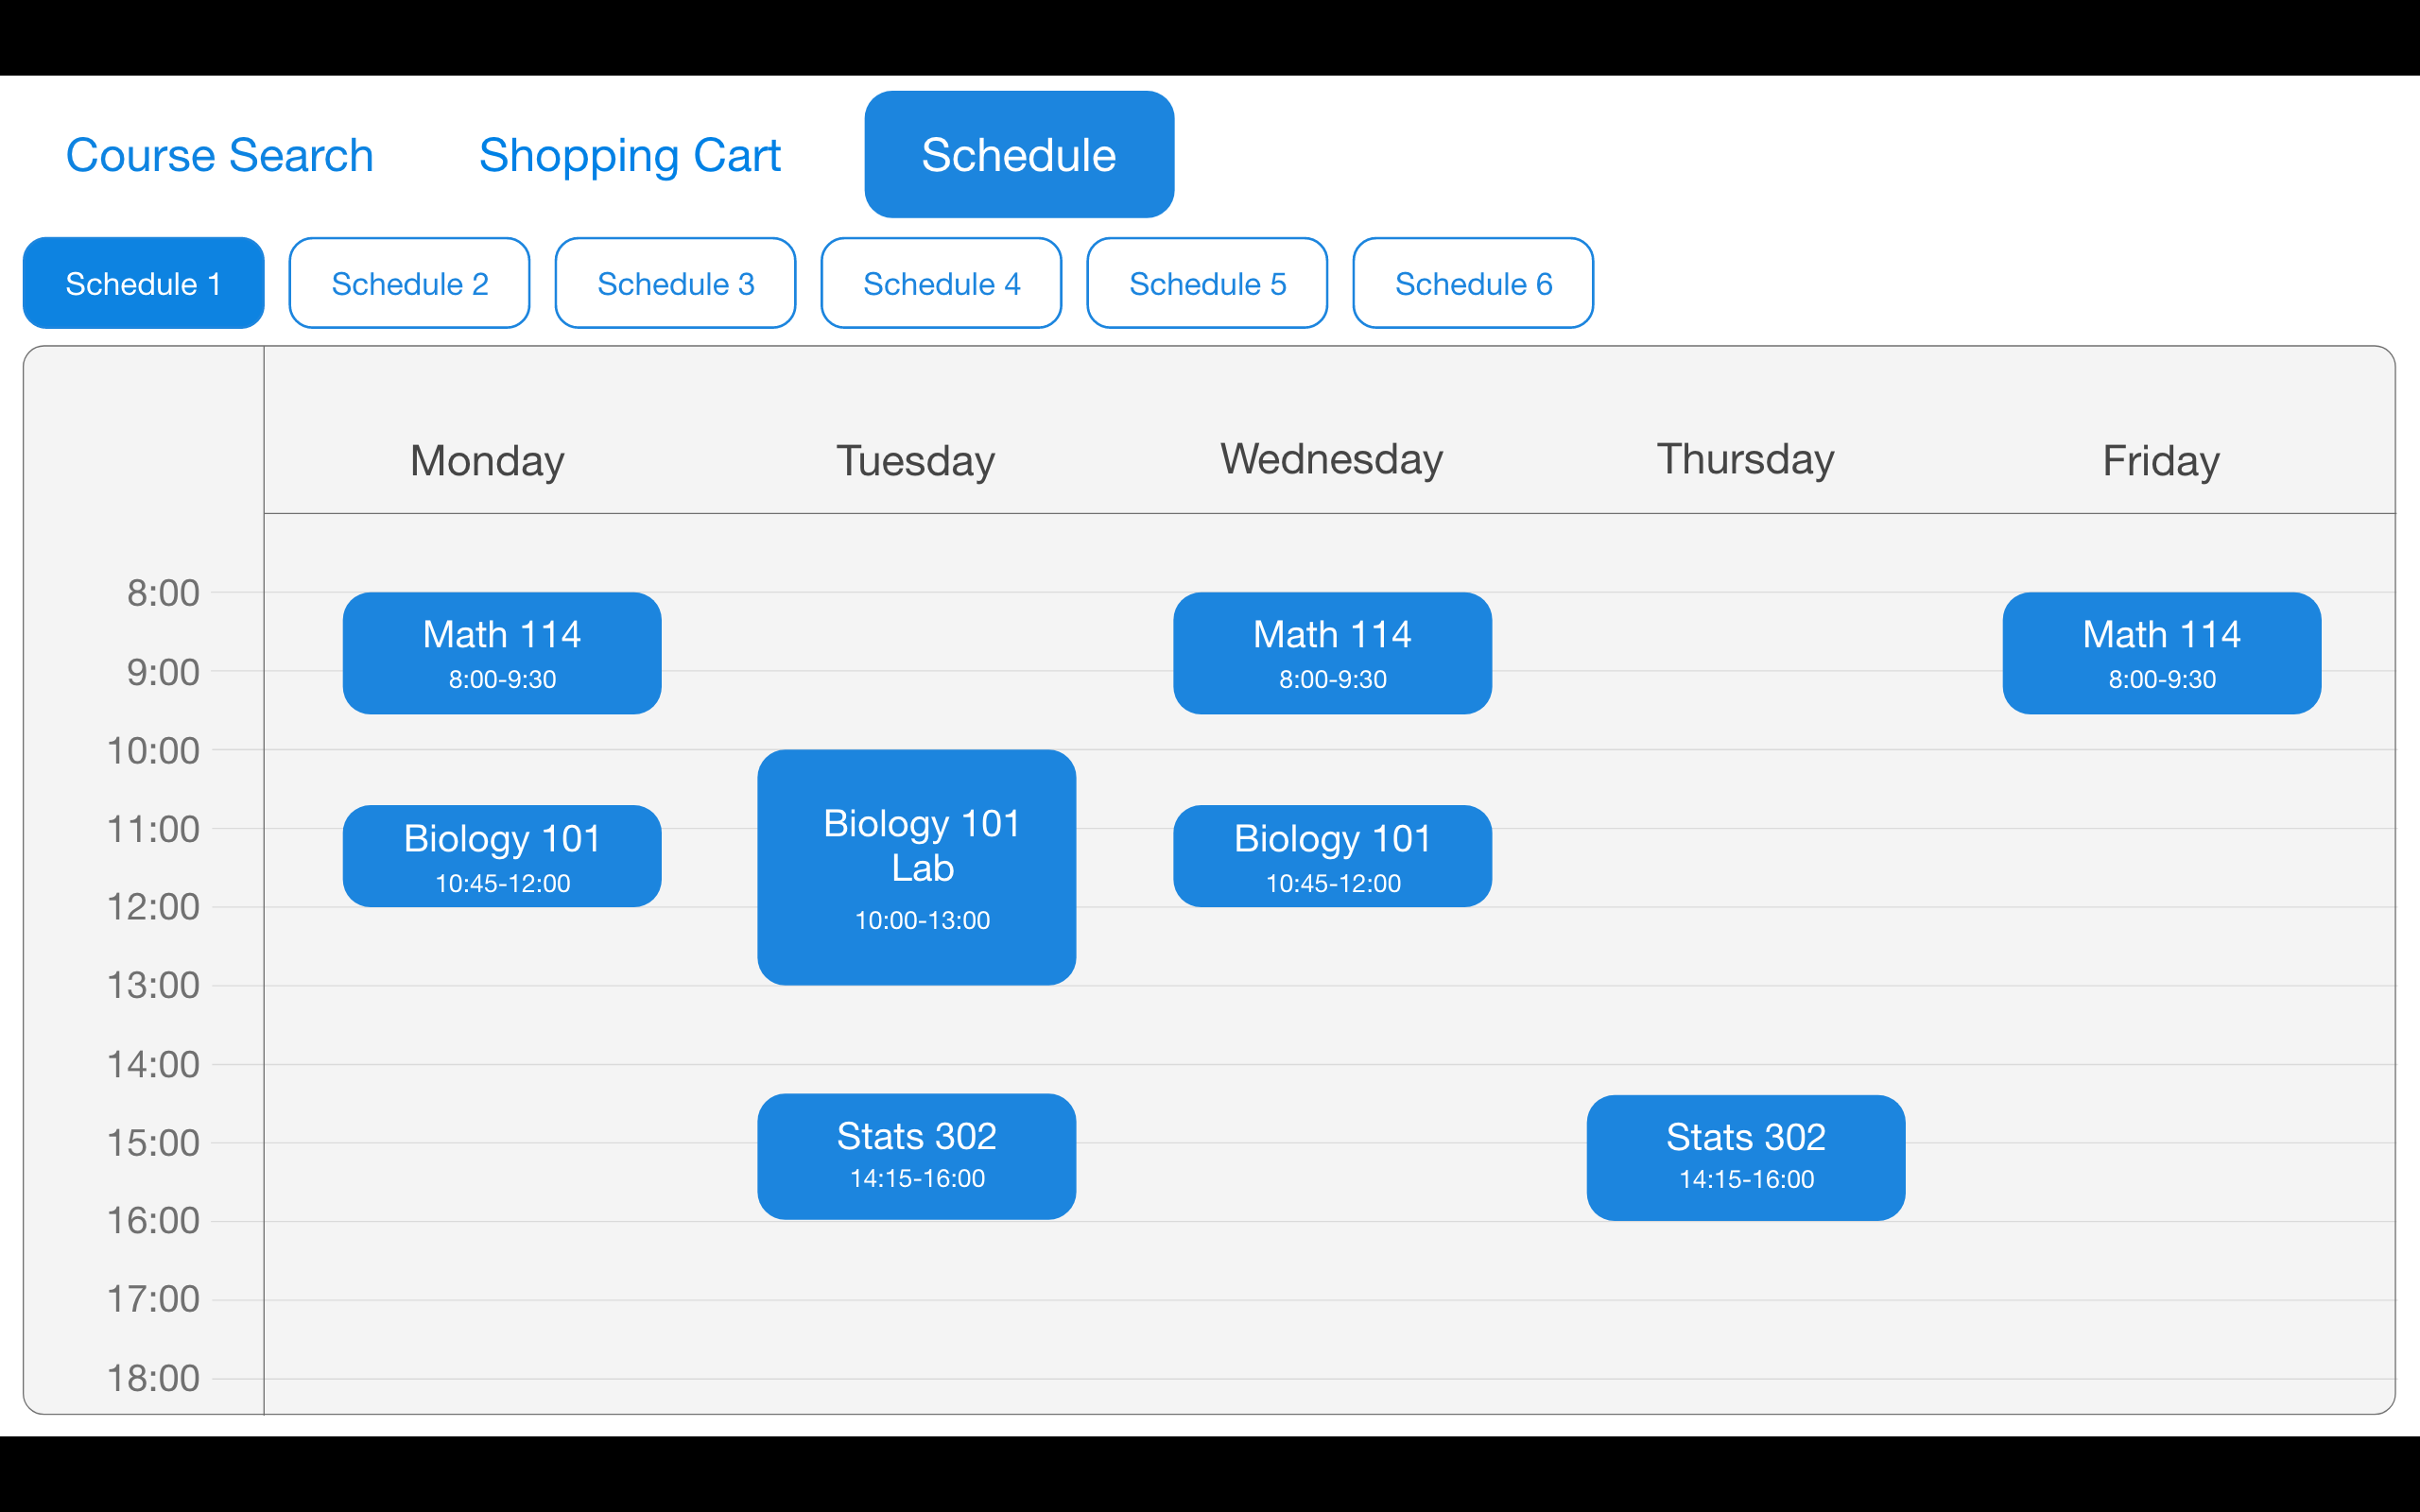 Course Search
Shopping Cart
Schedule
Schedule 1
Schedule 2
Schedule 3
Schedule 4
Schedule 5
Schedule 6
Monday
Tuesday
Wednesday
Thursday
Friday
8:00
Math 114
8:00-9:30
Math 114
8:00-9:30
Math 114
8:00-9:30
9:00
10:00
Biology 101
Lab
10:00-13:00
11:00
Biology 101
10:45-12:00
Biology 101
10:45-12:00
12:00
13:00
14:00
Stats 302
14:15-16:00
Stats 302
14:15-16:00
15:00
16:00
17:00
18:00